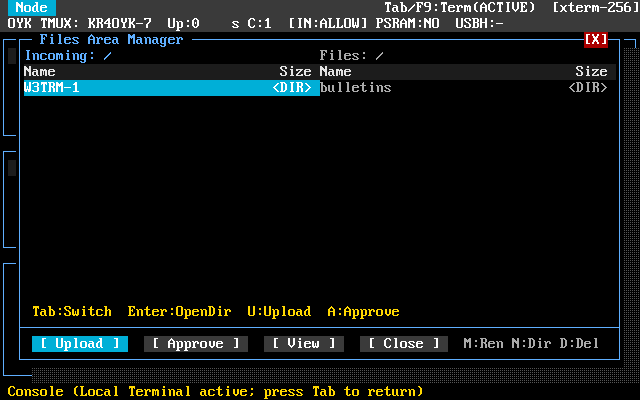 Node Tab/F9:Term(ACTIVE) [xterm-256]
OYK TMUX: KR4OYK-7 Up:0 s C:1 [IN:ALLOW] PSRAM:NO USBH:-
Files Area Manager [X]
Incoming: / Files: /
Name Size Name Size
W3TRM-1 <DIR> bulletins <DIR>
Tab:Switch Enter:OpenDir U:Upload A:Approve
[ Upload ] [ Approve ] [ View ] [ Close ] M:Ren N:Dir D:Del
Console (Local Terminal active; press Tab to return)